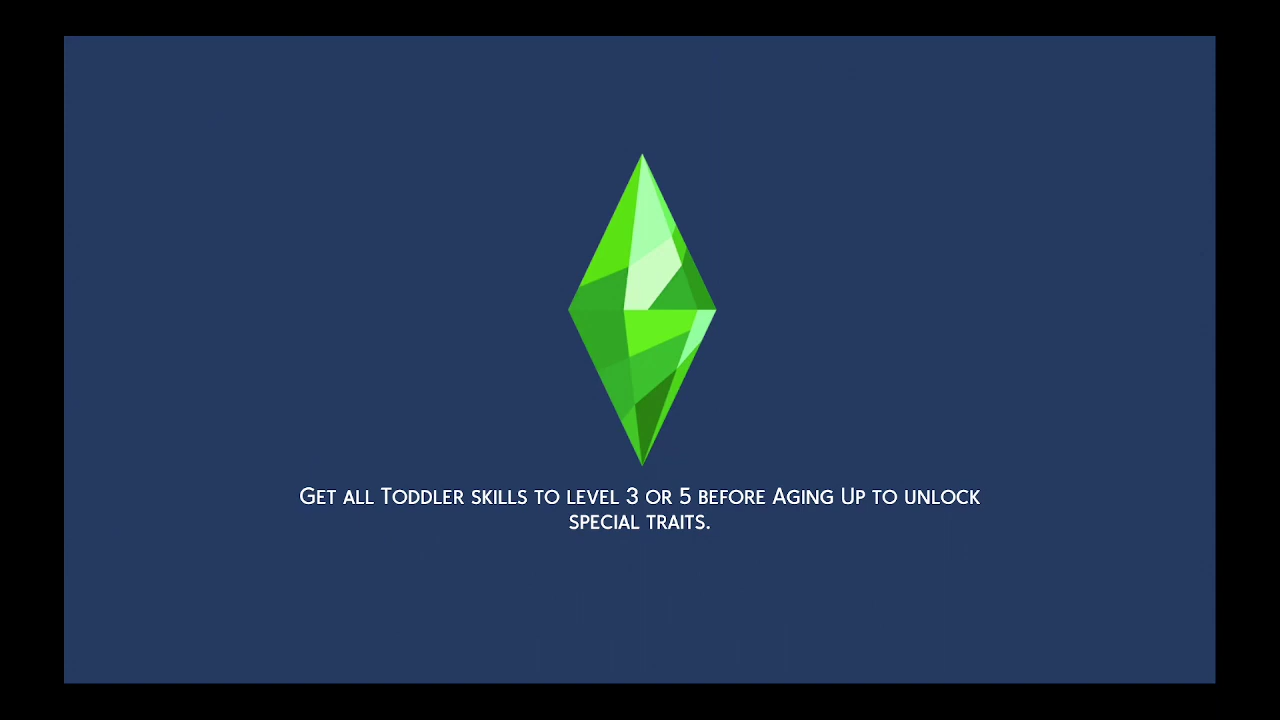 Get all Toddler skills to level 3 or 5 before Aging Up to unlock
special traits.